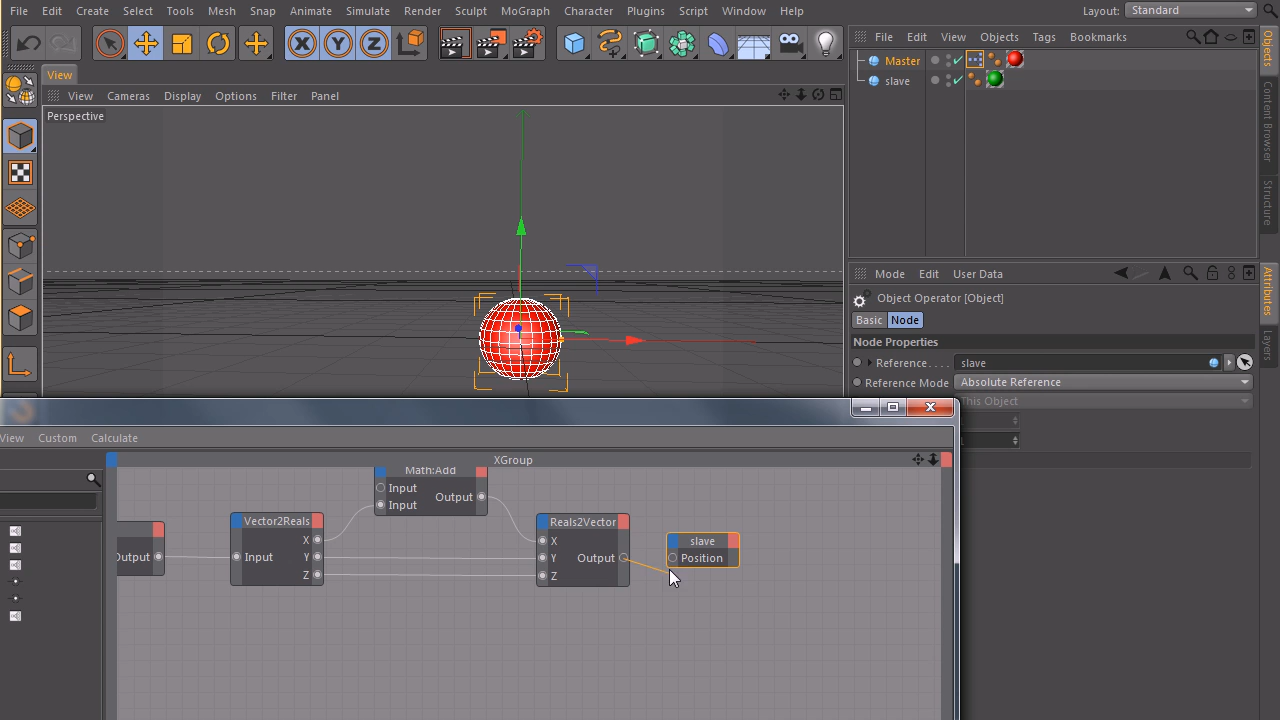 File Edit Create Select Tools Mesh Snap Animate Simulate Render Sculpt MoGraph Character Plugins Script Window Help Layout: Standard
X Y Z
File Edit View Objects Tags Bookmarks
Master
slave
View
View Cameras Display Options Filter Panel
Perspective
Objects
Content Browser
Structure
Mode Edit User Data
Object Operator [Object]
Basic Node
Node Properties
Reference.... slave
Reference Mode Absolute Reference
This Object
Attributes
Layers
View Custom Calculate
XGroup
Math:Add
Input
Output
Input
Output
Vector2Reals
X
Input Y
Z
Reals2Vector
X
Y Output
Z
slave
Position